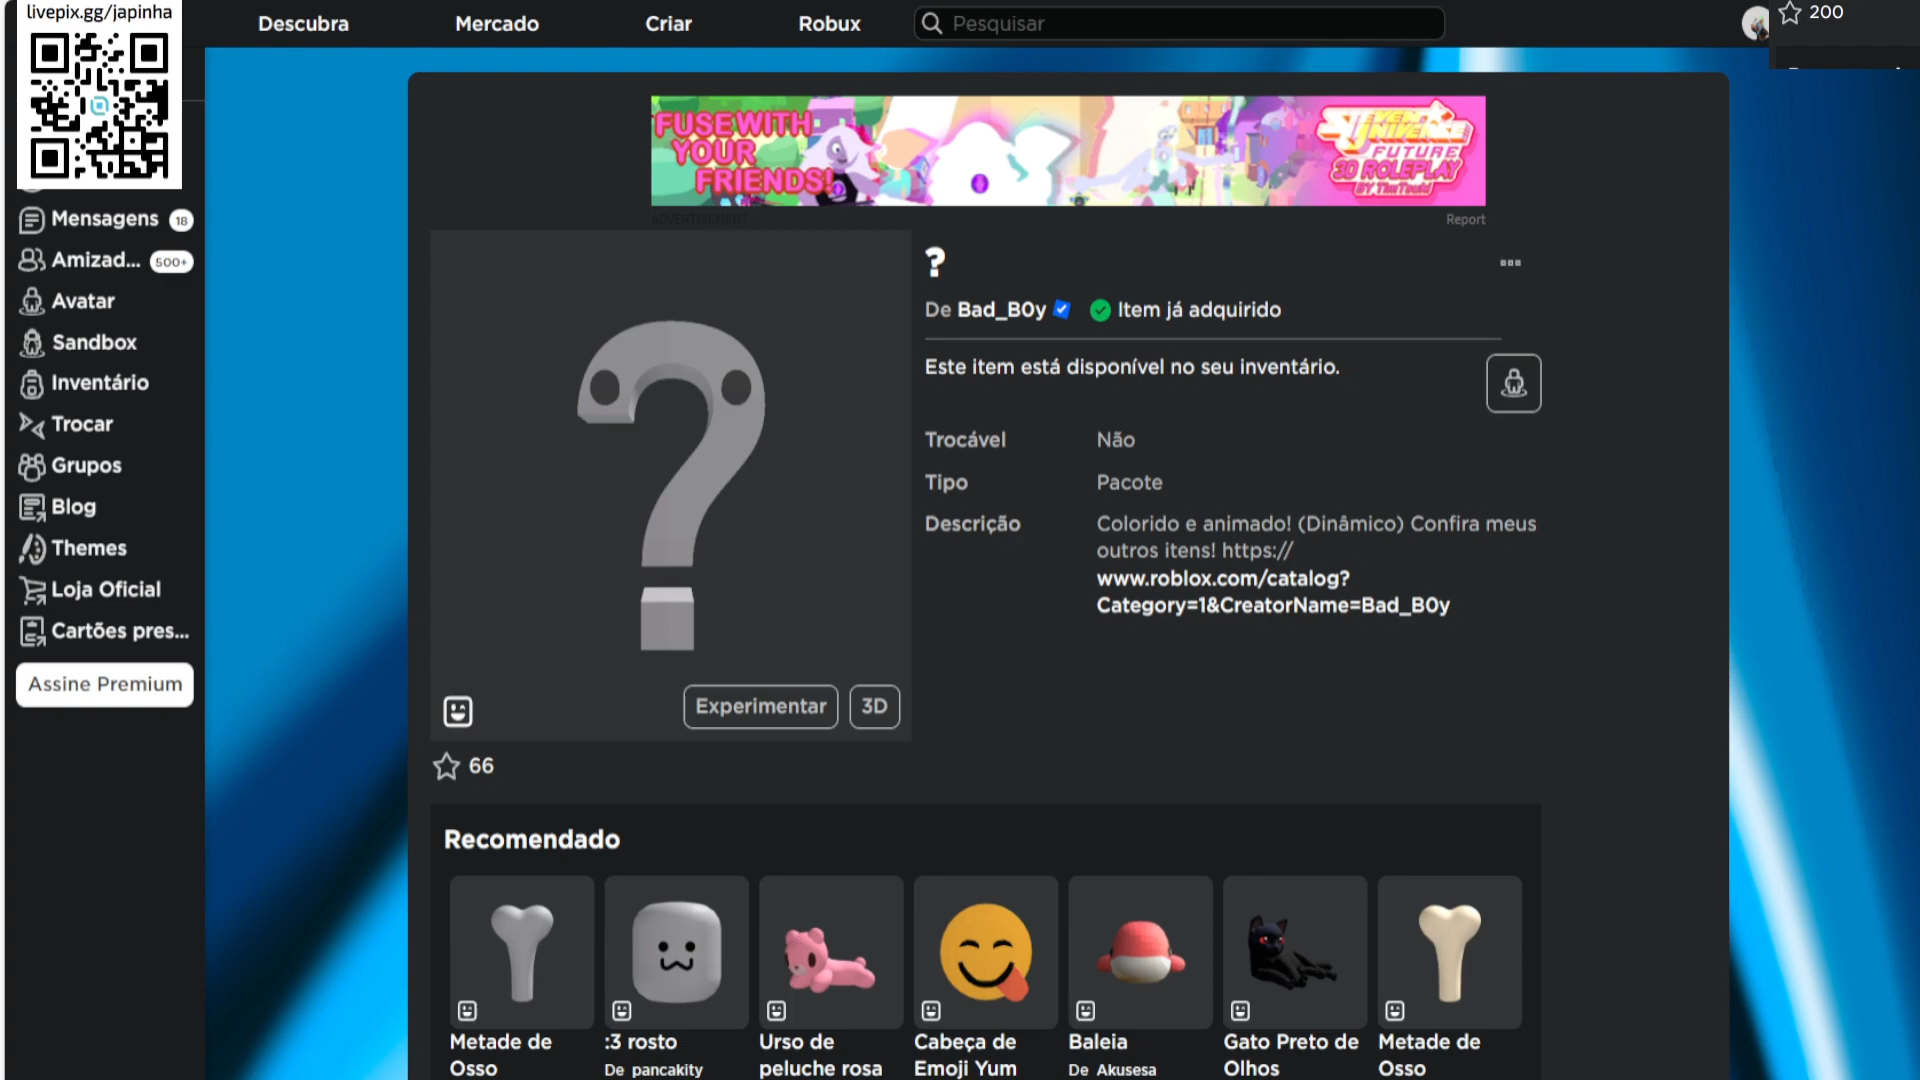 livepix.gg/japinha
Descubra
Mercado
Criar
Robux
Pesquisar
200
Mensagens 18
Amizad... 500+
Avatar
Sandbox
Inventário
Trocar
Grupos
Blog
Themes
Loja Oficial
Cartões pres...
Assine Premium
FUSE WITH
YOUR
FRIENDS!
STEVEN
UNIVERSE
FUTURE
3D ROLEPLAY
ADVERTISEMENT
Report
?
De Bad_B0y Item já adquirido
Este item está disponível no seu inventário.
Trocável Não
Tipo Pacote
Descrição Colorido e animado! (Dinâmico) Confira meus
outros itens! https://
www.roblox.com/catalog?
Category=1&CreatorName=Bad_B0y
Experimentar
3D
66
Recomendado
Metade de
Osso
:3 rosto
De pancakity
Urso de
peluche rosa
Cabeça de
Emoji Yum
Baleia
De Akusesa
Gato Preto de
Olhos
Metade de
Osso